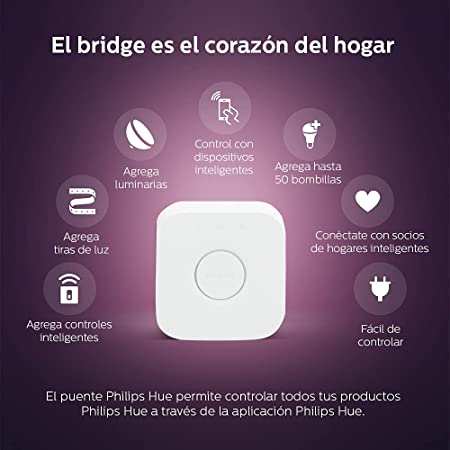 El bridge es el corazón del hogar
Control con
dispositivos
inteligentes
Agrega
luminarias
Agrega hasta
50 bombillas
Agrega
tiras de luz
Conéctate con socios
de hogares inteligentes
Agrega controles
inteligentes
Fácil de
controlar
El puente Philips Hue permite controlar todos tus productos
Philips Hue a través de la aplicación Philips Hue.